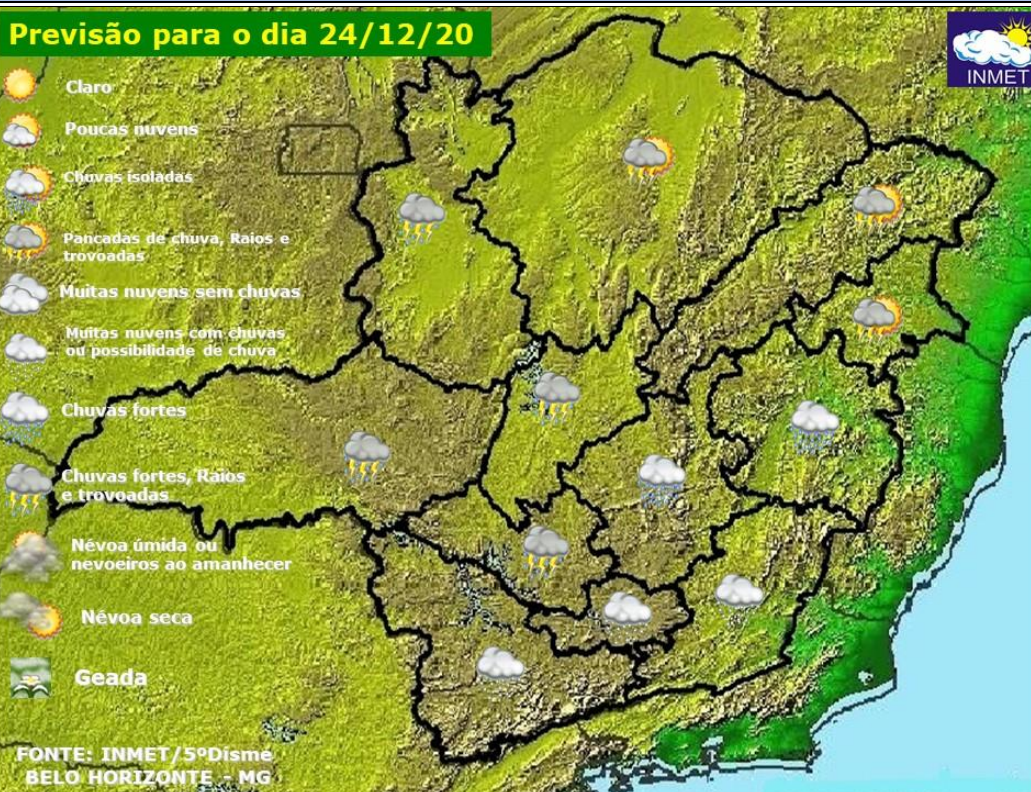 Previsão para o dia 24/12/20
INMET
Claro
Poucas nuvens
Chuvas isoladas
Pancadas de chuva, Raios e
trovoadas
Muitas nuvens sem chuvas
Muitas nuvens com chuvas
ou possibilidade de chuva
Chuvas fortes
Chuvas fortes, Raios
e trovoadas
Névoa úmida ou
nevoeiros ao amanhecer
Névoa seca
Geada
FONTE: INMET/5ºDisme
BELO HORIZONTE - MG